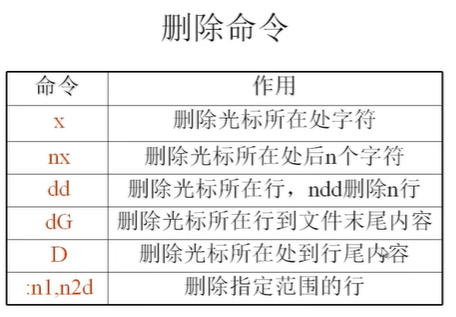 删除命令
命令 作用
x 删除光标所在处字符
nx 删除光标所在处后n个字符
dd 删除光标所在行，ndd删除n行
dG 删除光标所在行到文件末尾内容
D 删除光标所在处到行尾内容
:n1,n2d 删除指定范围的行